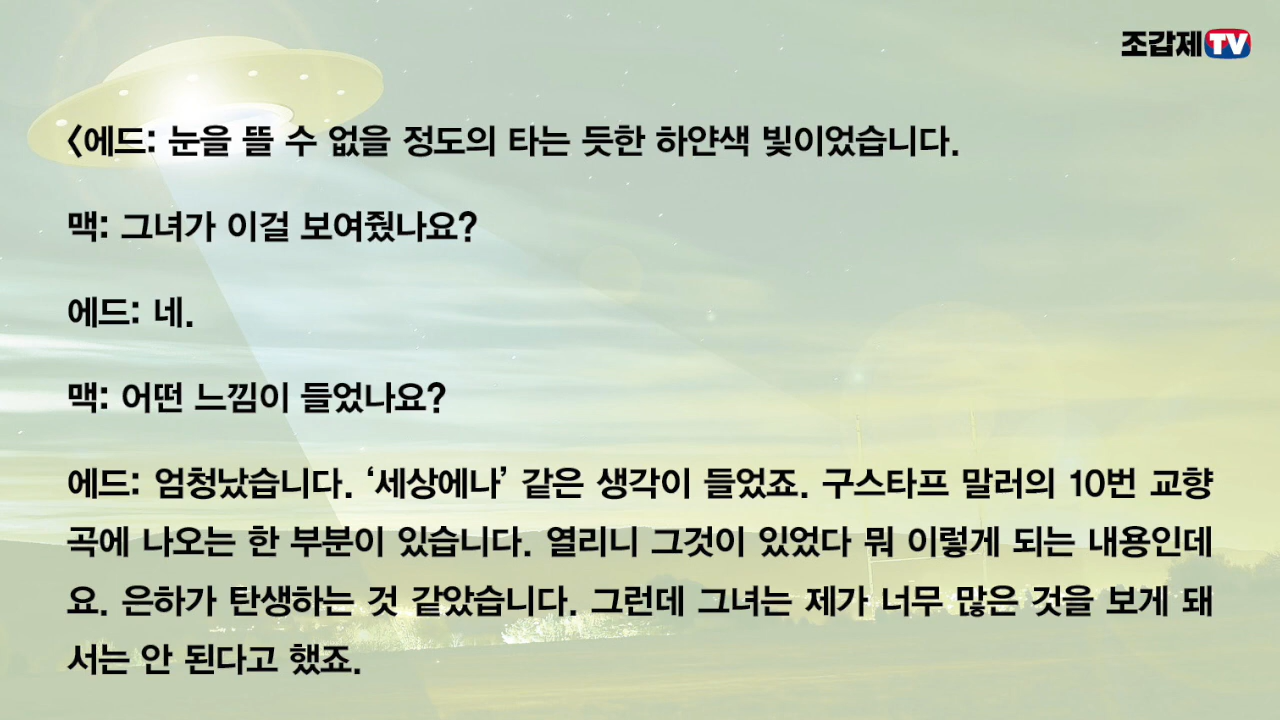 조갑제TV
<에드: 눈을 뜰 수 없을 정도의 타는 듯한 하얀색 빛이었습니다.
맥: 그녀가 이걸 보여줬나요?
에드: 네.
맥: 어떤 느낌이 들었나요?
에드: 엄청났습니다. ‘세상에나’ 같은 생각이 들었죠. 구스타프 말러의 10번 교향
곡에 나오는 한 부분이 있습니다. 열리니 그것이 있었다 뭐 이렇게 되는 내용인데
요. 은하가 탄생하는 것 같았습니다. 그런데 그녀는 제가 너무 많은 것을 보게 돼
서는 안 된다고 했죠.